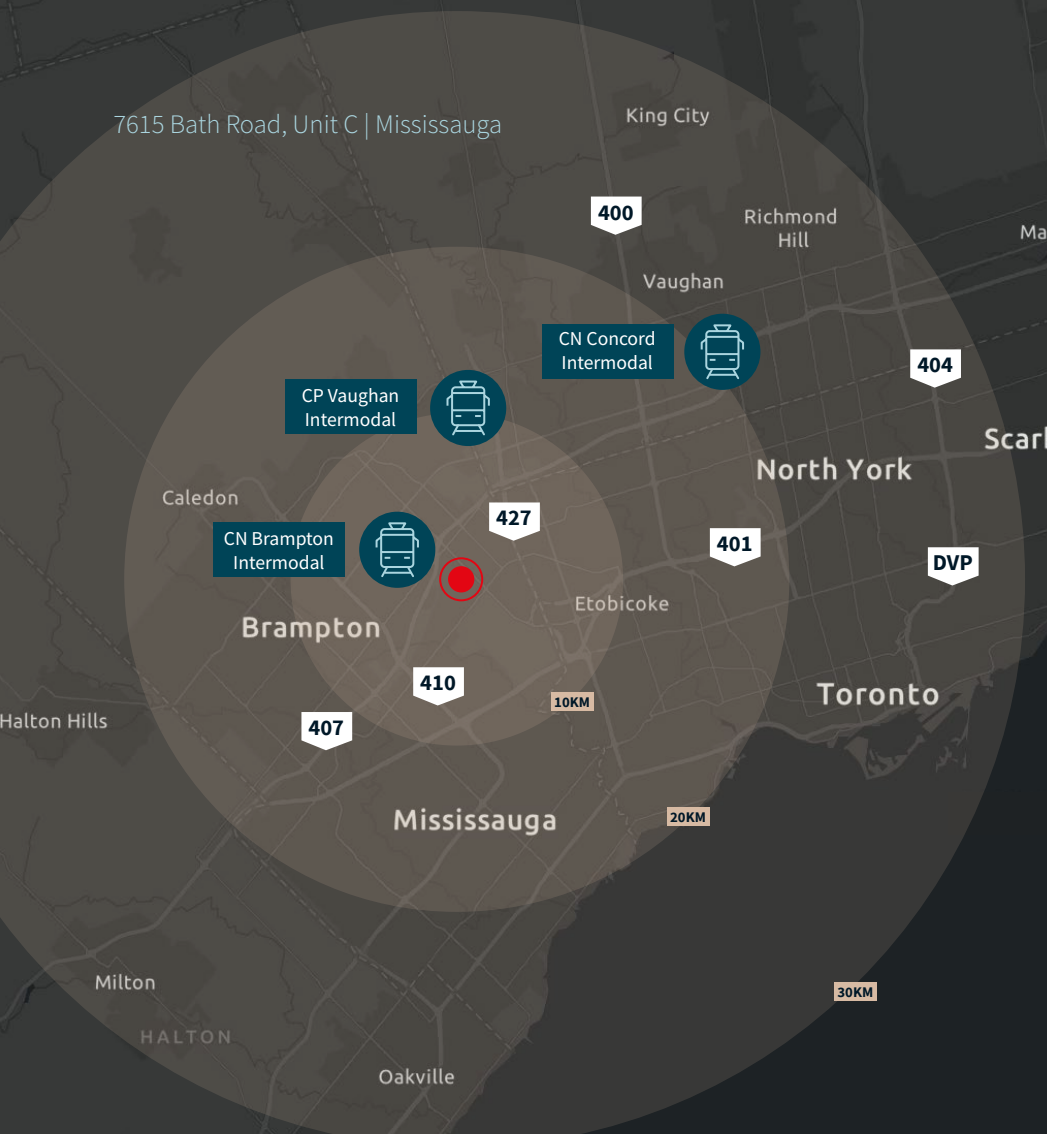 7615 Bath Road, Unit C | Mississauga
King City
400
Richmond
Hill
Ma
Vaughan
CN Concord
Intermodal
404
CP Vaughan
Intermodal
Scarl
North York
Caledon
427
CN Brampton
Intermodal
401
DVP
Etobicoke
Brampton
410
Toronto
10KM
Halton Hills
407
Mississauga
20KM
Milton
30KM
HALTON
Oakville